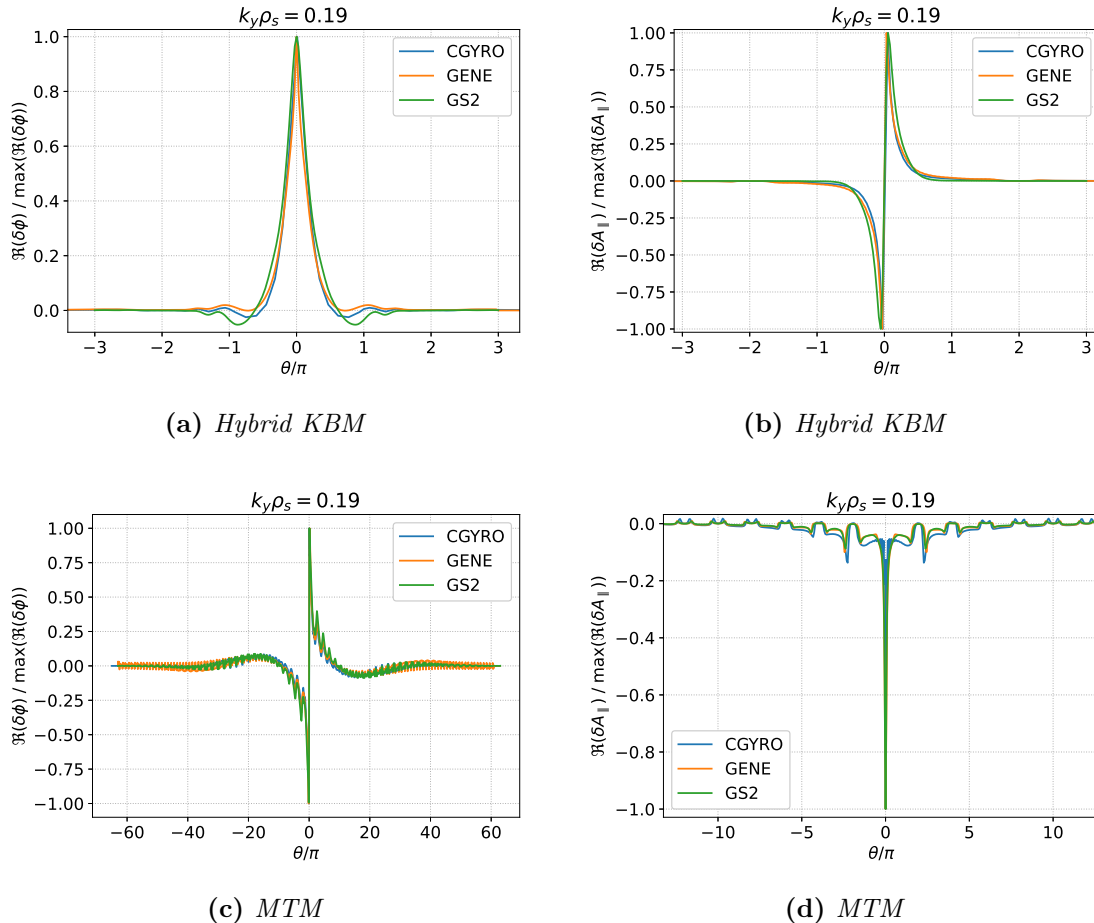 k_yρ_s = 0.19
ℜ(δϕ) / max(ℜ(δϕ))
1.0
0.8
0.6
0.4
0.2
0.0
CGYRO
GENE
GS2
−3 −2 −1 0 1 2 3
θ/π
(a) Hybrid KBM
k_yρ_s = 0.19
ℜ(δA_∥) / max(ℜ(δA_∥))
1.00
0.75
0.50
0.25
0.00
−0.25
−0.50
−0.75
−1.00
CGYRO
GENE
GS2
−3 −2 −1 0 1 2 3
θ/π
(b) Hybrid KBM
k_yρ_s = 0.19
ℜ(δϕ) / max(ℜ(δϕ))
1.00
0.75
0.50
0.25
0.00
−0.25
−0.50
−0.75
−1.00
CGYRO
GENE
GS2
−60 −40 −20 0 20 40 60
θ/π
(c) MTM
k_yρ_s = 0.19
ℜ(δA_∥) / max(ℜ(δA_∥))
0.0
−0.2
−0.4
−0.6
−0.8
−1.0
CGYRO
GENE
GS2
−10 −5 0 5 10
θ/π
(d) MTM